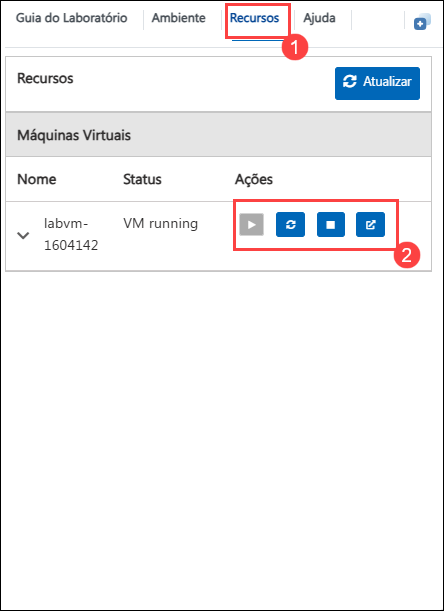 Guia do Laboratório Ambiente Recursos Ajuda
1
Recursos Atualizar
Máquinas Virtuais
Nome Status Ações
labvm-
1604142 VM running
2